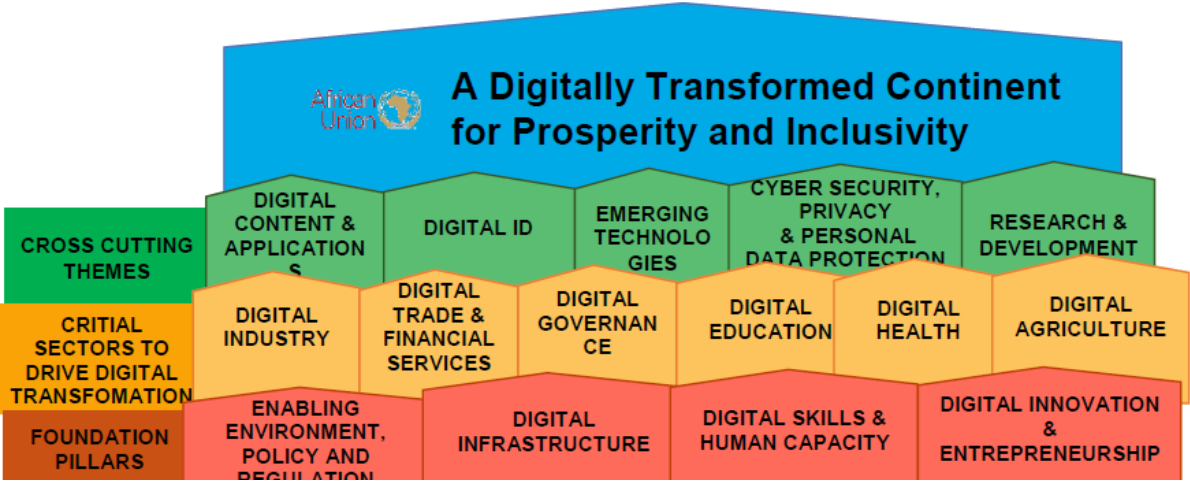 African
Union
A Digitally Transformed Continent
for Prosperity and Inclusivity
CROSS CUTTING
THEMES
DIGITAL
CONTENT &
APPLICATION
S
DIGITAL ID
EMERGING
TECHNOLO
GIES
CYBER SECURITY,
PRIVACY
& PERSONAL
DATA PROTECTION
RESEARCH &
DEVELOPMENT
CRITIAL
SECTORS TO
DRIVE DIGITAL
TRANSFOMATION
DIGITAL
INDUSTRY
DIGITAL
TRADE &
FINANCIAL
SERVICES
DIGITAL
GOVERNAN
CE
DIGITAL
EDUCATION
DIGITAL
HEALTH
DIGITAL
AGRICULTURE
FOUNDATION
PILLARS
ENABLING
ENVIRONMENT,
POLICY AND
REGULATION
DIGITAL
INFRASTRUCTURE
DIGITAL SKILLS &
HUMAN CAPACITY
DIGITAL INNOVATION
&
ENTREPRENEURSHIP